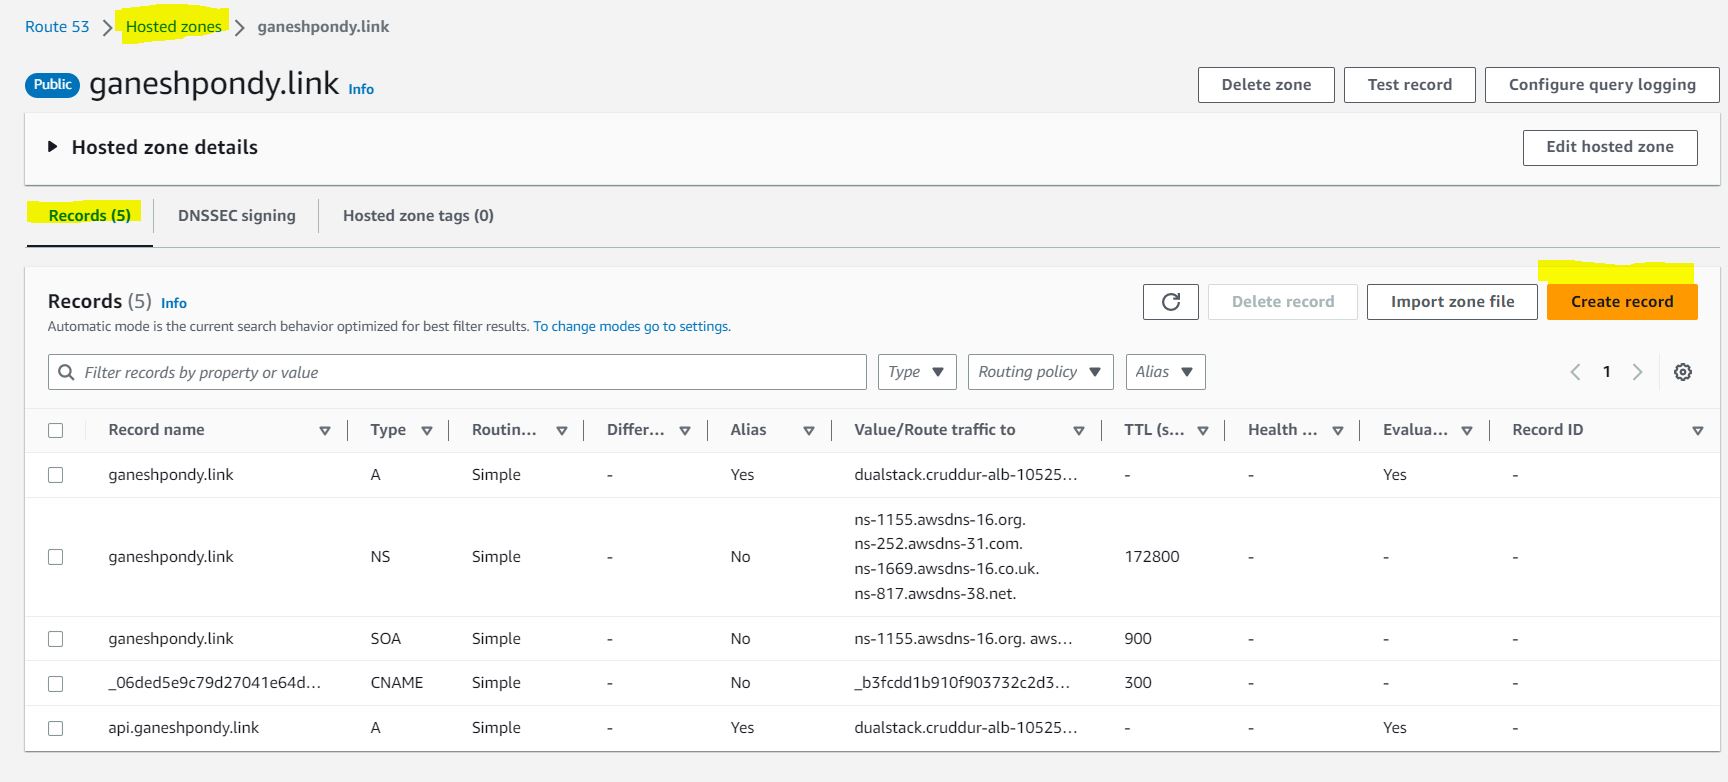 Route 53 > Hosted zones > ganeshpondy.link
Public ganeshpondy.link Info
Delete zone Test record Configure query logging
Hosted zone details Edit hosted zone
Records (5) DNSSEC signing Hosted zone tags (0)
Records (5) Info
Delete record Import zone file Create record
Automatic mode is the current search behavior optimized for best filter results. To change modes go to settings.
Filter records by property or value Type Routing policy Alias 1
Record name Type Routin... Differ... Alias Value/Route traffic to TTL (s... Health ... Evalua... Record ID
ganeshpondy.link A Simple - Yes dualstack.cruddur-alb-10525... - - Yes -
ganeshpondy.link NS Simple - No ns-1155.awsdns-16.org. 172800 - - -
ns-252.awsdns-31.com.
ns-1669.awsdns-16.co.uk.
ns-817.awsdns-38.net.
ganeshpondy.link SOA Simple - No ns-1155.awsdns-16.org. aws... 900 - - -
_06ded5e9c79d27041e64d... CNAME Simple - No _b3fcdd1b910f903732c2d3... 300 - - -
api.ganeshpondy.link A Simple - Yes dualstack.cruddur-alb-10525... - - Yes -